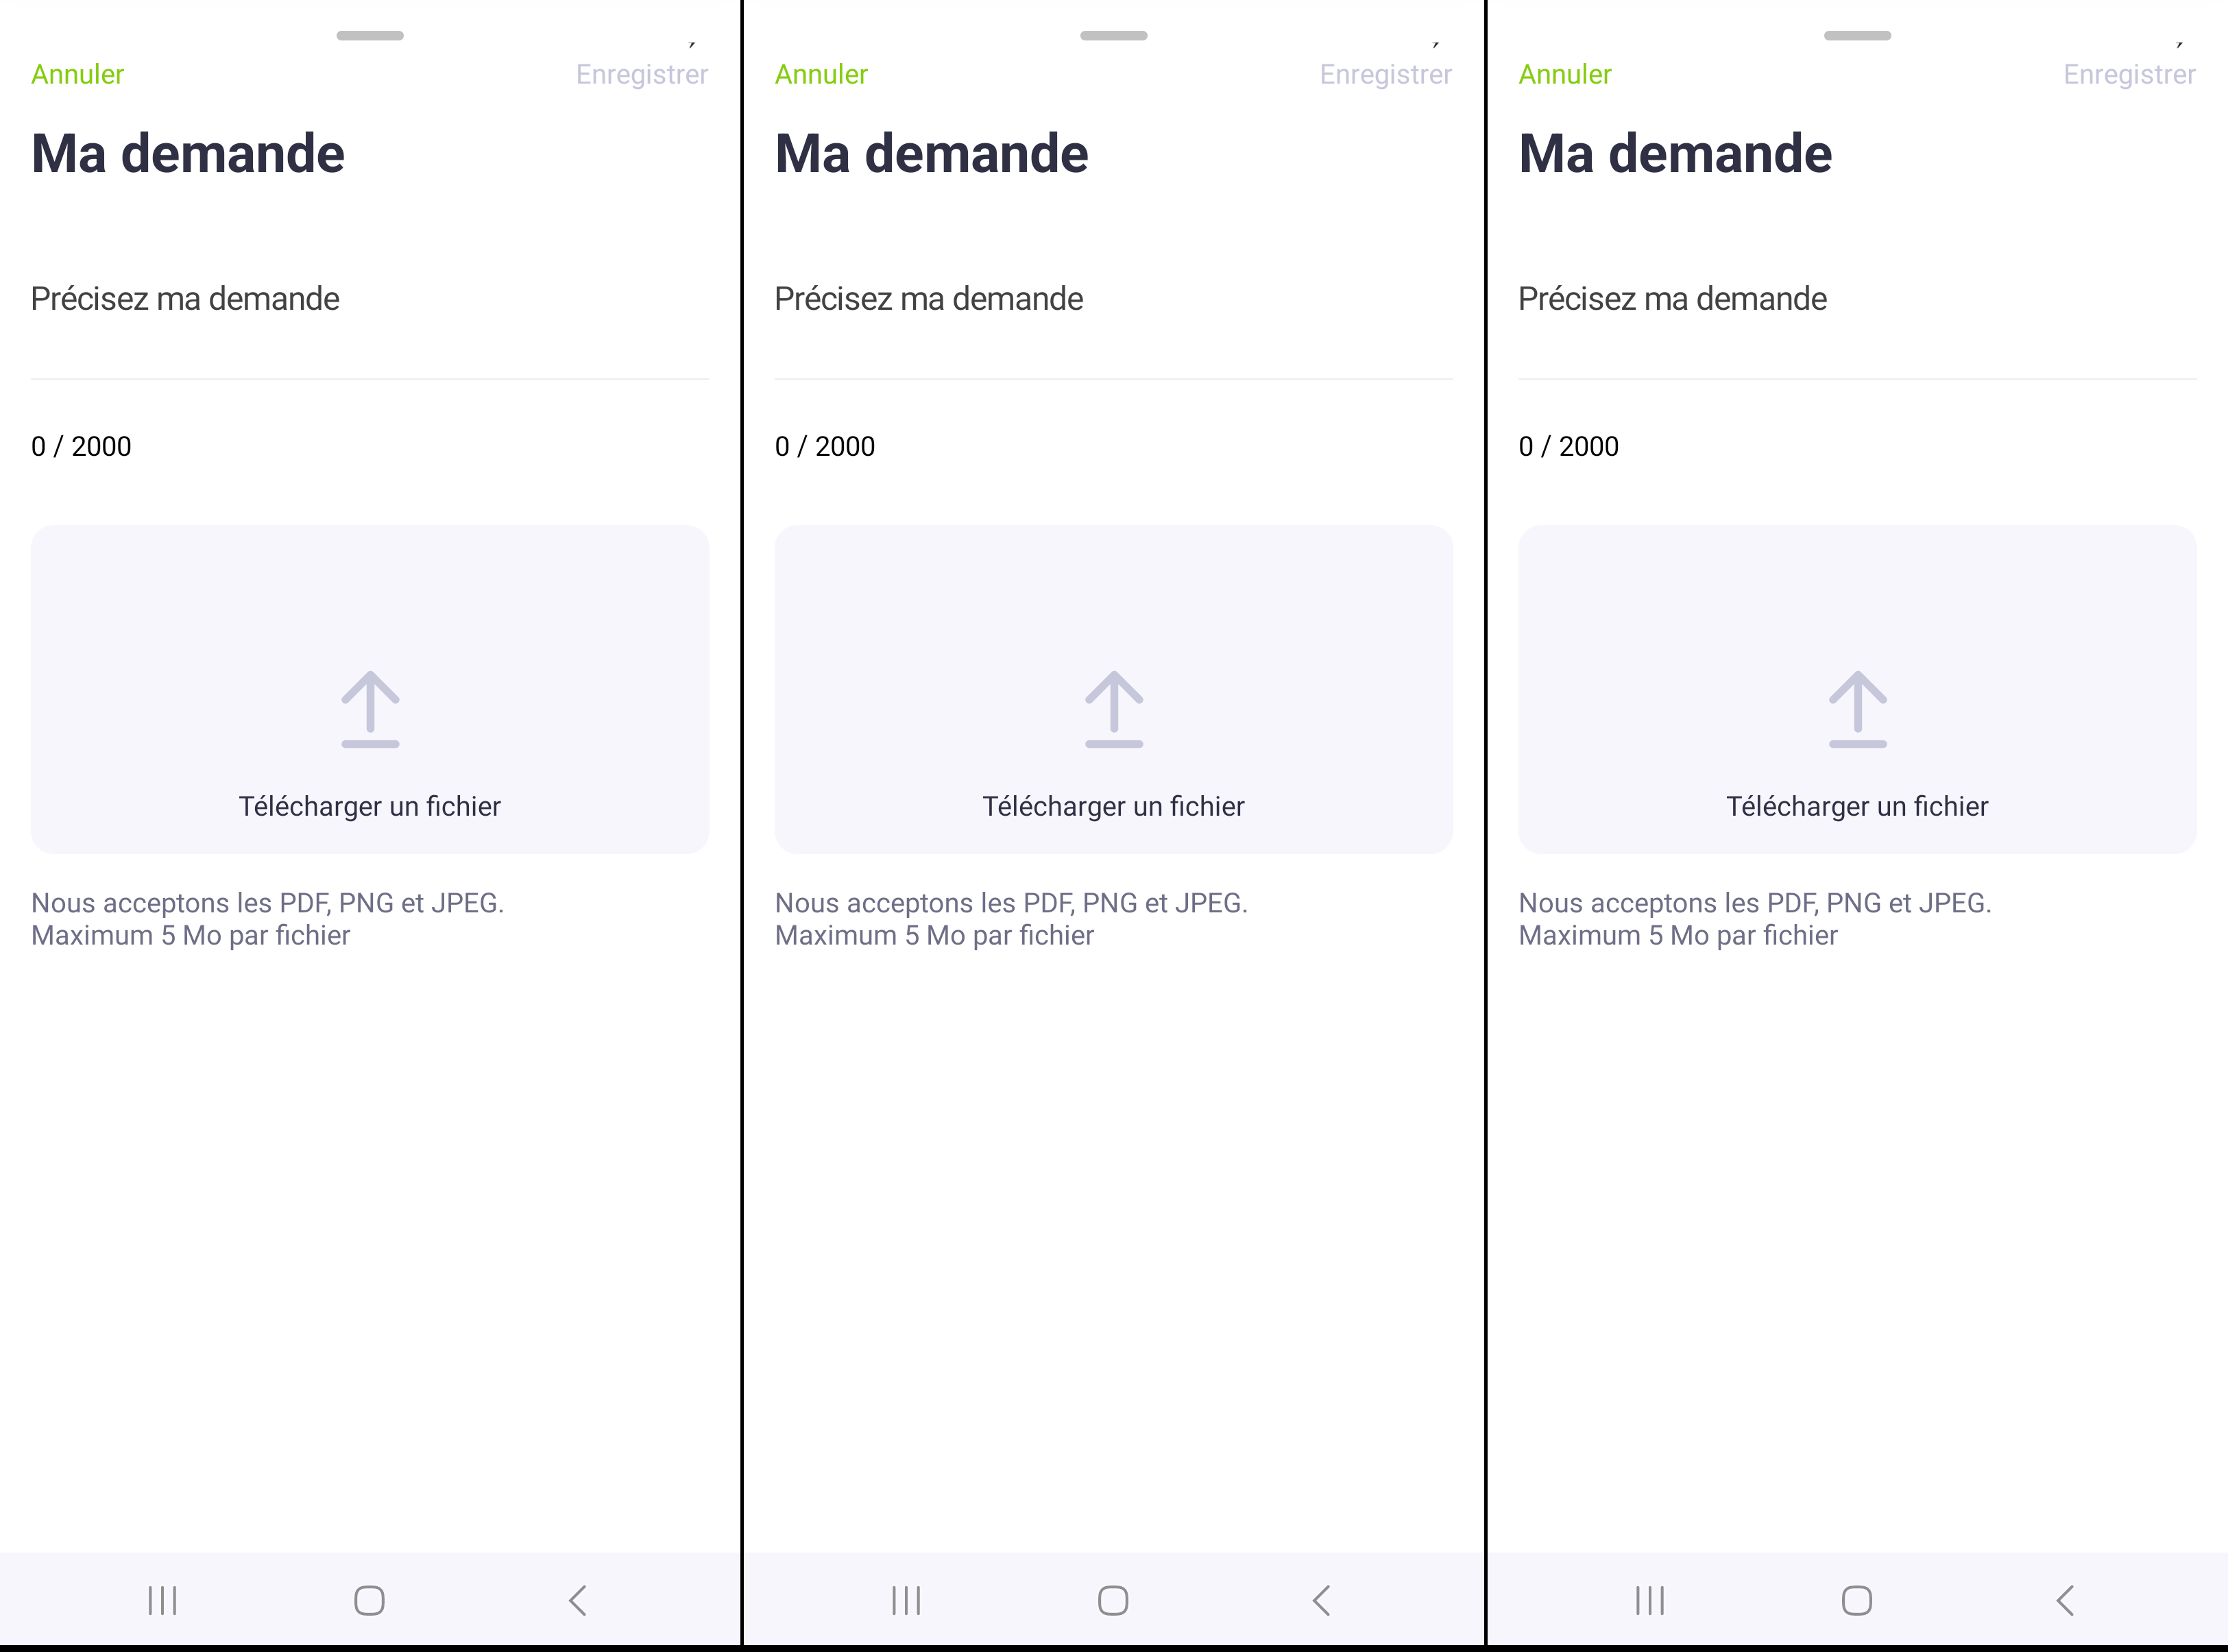 Annuler
Enregistrer
Ma demande
Précisez ma demande
0 / 2000
Télécharger un fichier
Nous acceptons les PDF, PNG et JPEG.
Maximum 5 Mo par fichier
Annuler
Enregistrer
Ma demande
Précisez ma demande
0 / 2000
Télécharger un fichier
Nous acceptons les PDF, PNG et JPEG.
Maximum 5 Mo par fichier
Annuler
Enregistrer
Ma demande
Précisez ma demande
0 / 2000
Télécharger un fichier
Nous acceptons les PDF, PNG et JPEG.
Maximum 5 Mo par fichier